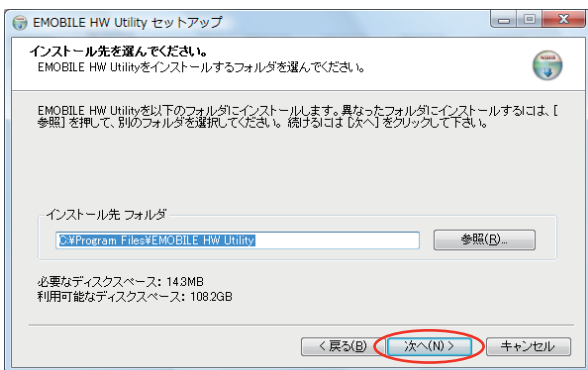 EMOBILE HW Utility セットアップ
インストール先を選んでください。
EMOBILE HW Utilityをインストールするフォルダを選んでください。
EMOBILE HW Utilityを以下のフォルダにインストールします。異なったフォルダにインストールするには、[
参照] を押して、別のフォルダを選択してください。 続けるには [次へ] をクリックして下さい。
インストール先 フォルダ
C:¥Program Files¥EMOBILE HW Utility
参照(R)...
必要なディスクスペース: 14.3MB
利用可能なディスクスペース: 108.2GB
< 戻る(B) 次へ(N) > キャンセル